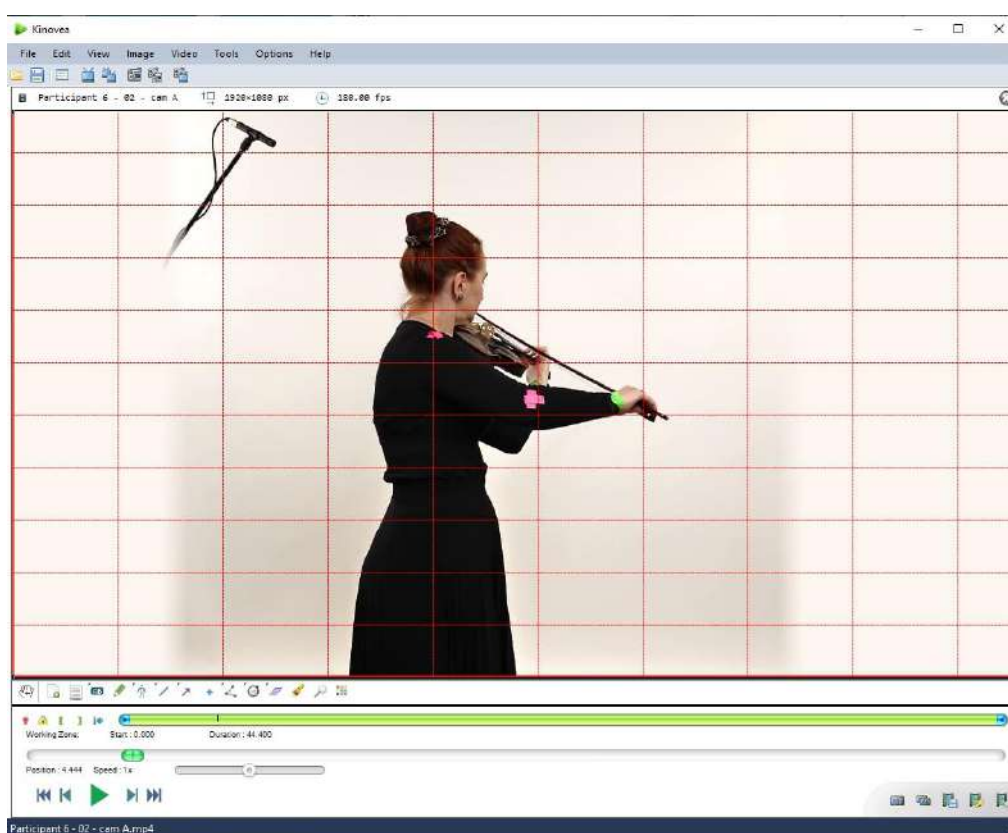 Kinovea
File Edit View Image Video Tools Options Help
Participant 6 - 02 - cam A 1920×1080 px 180.00 fps
Working Zone: Start : 0.000 Duration : 44.400
Position : 4.444 Speed : 1x
Participant 6 - 02 - cam A.mp4